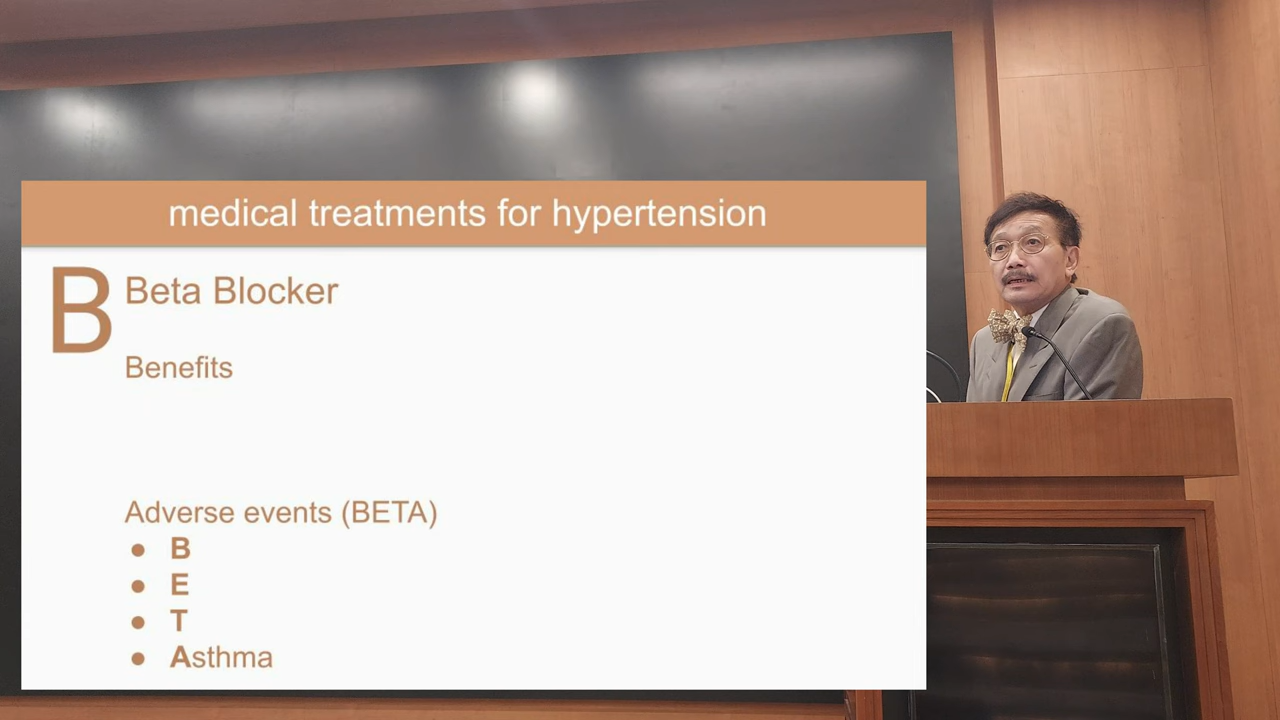 medical treatments for hypertension
B Beta Blocker
Benefits
Adverse events (BETA)
● B
● E
● T
● Asthma